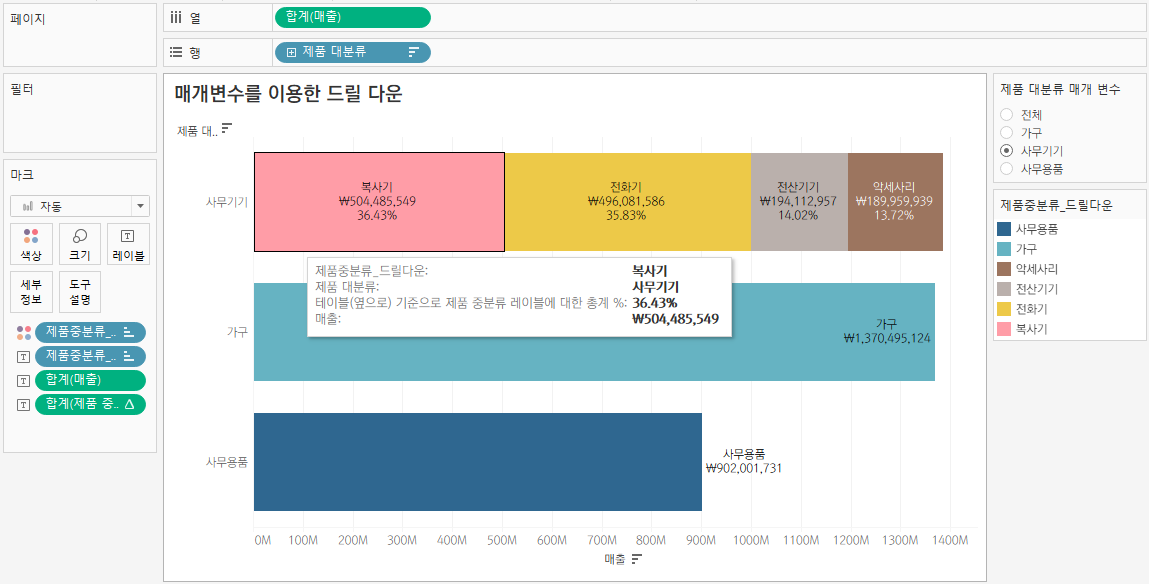 페이지
열
합계(매출)
행
제품 대분류
필터
마크
자동
색상
크기
레이블
세부
정보
도구
설명
제품중분류_..
제품중분류_..
합계(매출)
합계(제품 중..
매개변수를 이용한 드릴 다운
제품 대..
사무기기
복사기
₩504,485,549
36.43%
전화기
₩496,081,586
35.83%
전산기기
₩194,112,957
14.02%
악세사리
₩189,959,939
13.72%
제품중분류_드릴다운: 복사기
제품 대분류: 사무기기
테이블(옆으로) 기준으로 제품 중분류 레이블에 대한 총계 %: 36.43%
매출: ₩504,485,549
가구
가구
₩1,370,495,124
사무용품
사무용품
₩902,001,731
0M 100M 200M 300M 400M 500M 600M 700M 800M 900M 1000M 1100M 1200M 1300M 1400M
매출
제품 대분류 매개 변수
전체
가구
사무기기
사무용품
제품중분류_드릴다운
사무용품
가구
악세사리
전산기기
전화기
복사기